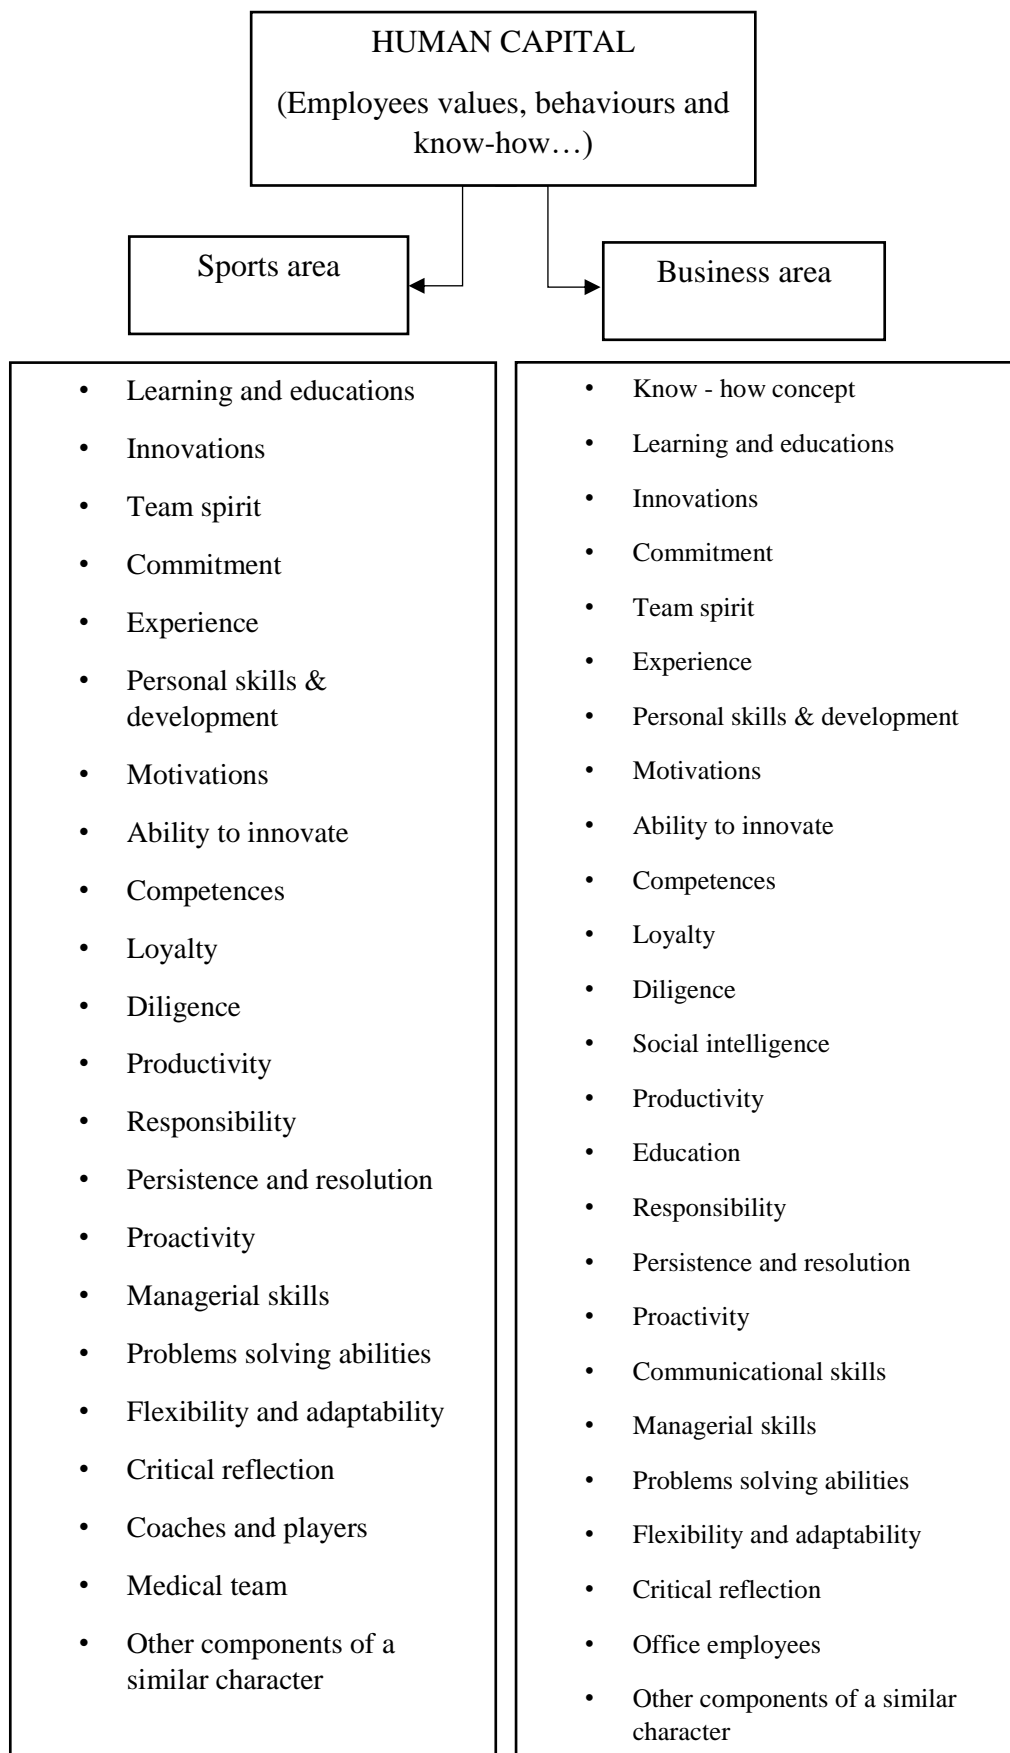 HUMAN CAPITAL
(Employees values, behaviours and
know-how…)
Sports area
Business area
• Learning and educations
• Innovations
• Team spirit
• Commitment
• Experience
• Personal skills &
development
• Motivations
• Ability to innovate
• Competences
• Loyalty
• Diligence
• Productivity
• Responsibility
• Persistence and resolution
• Proactivity
• Managerial skills
• Problems solving abilities
• Flexibility and adaptability
• Critical reflection
• Coaches and players
• Medical team
• Other components of a
similar character
• Know - how concept
• Learning and educations
• Innovations
• Commitment
• Team spirit
• Experience
• Personal skills & development
• Motivations
• Ability to innovate
• Competences
• Loyalty
• Diligence
• Social intelligence
• Productivity
• Education
• Responsibility
• Persistence and resolution
• Proactivity
• Communicational skills
• Managerial skills
• Problems solving abilities
• Flexibility and adaptability
• Critical reflection
• Office employees
• Other components of a similar
character